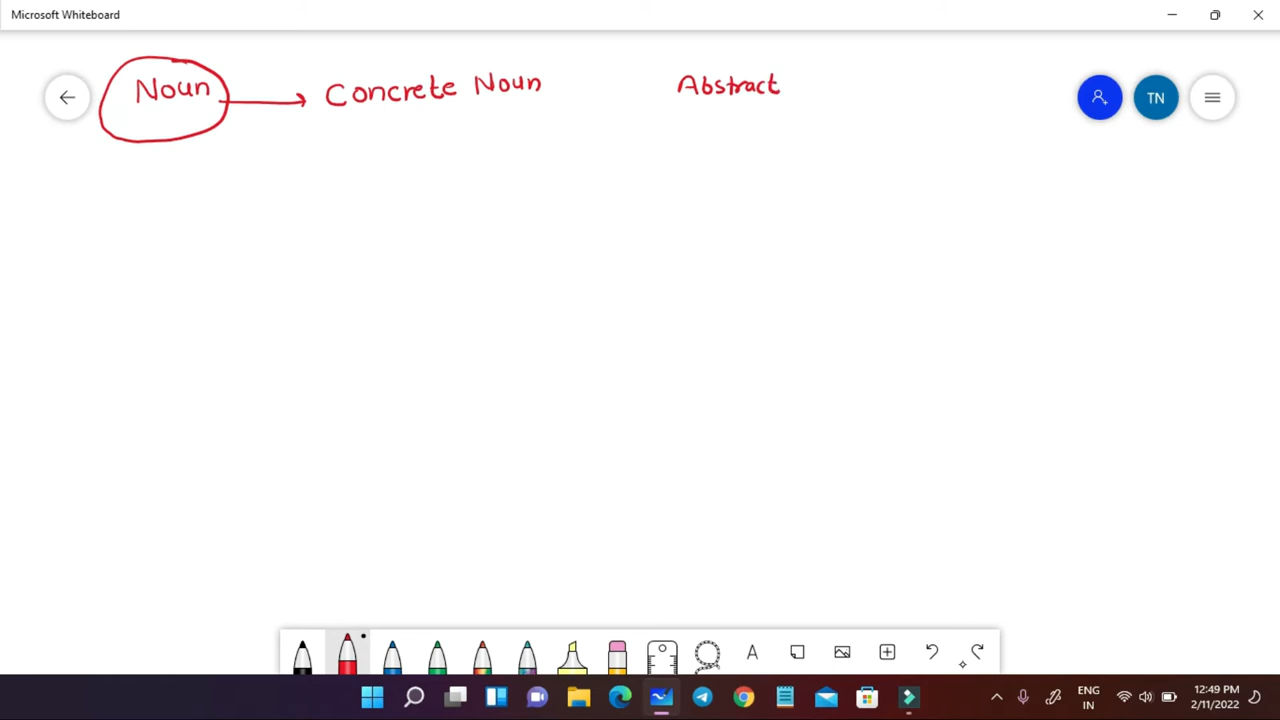 Microsoft Whiteboard
Noun Concrete Noun Abstract
TN
A
ENG 12:49 PM
IN 2/11/2022